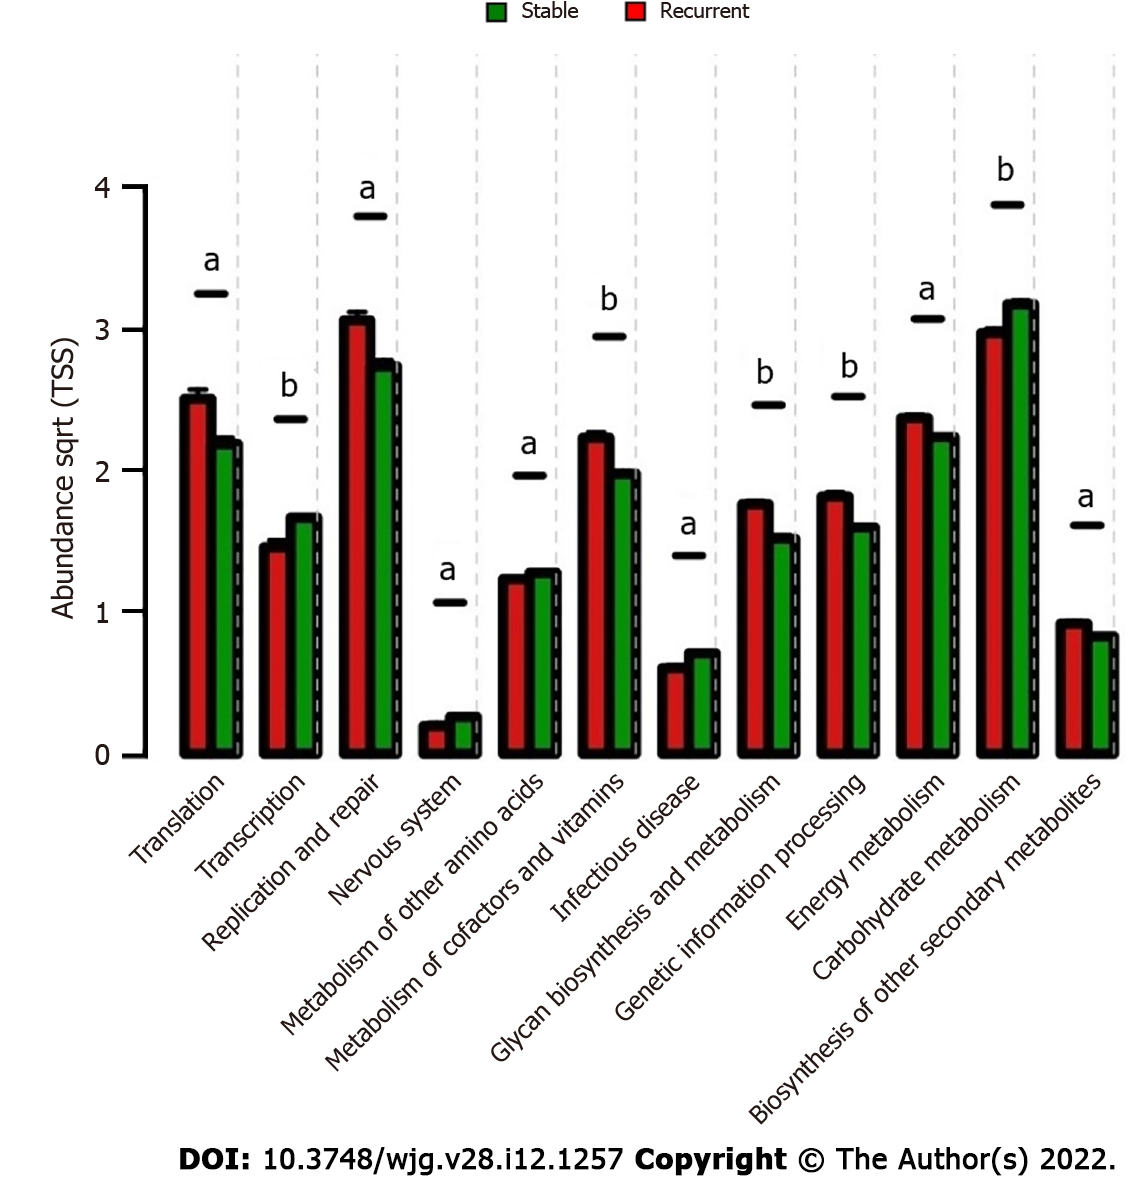 Stable Recurrent
Abundance sqrt (TSS)
4
3
2
1
0
a
b
a
a
a
b
a
b
b
a
b
a
Translation
Transcription
Replication and repair
Nervous system
Metabolism of other amino acids
Metabolism of cofactors and vitamins
Infectious disease
Glycan biosynthesis and metabolism
Genetic information processing
Energy metabolism
Carbohydrate metabolism
Biosynthesis of other secondary metabolites
DOI: 10.3748/wjg.v28.i12.1257 Copyright © The Author(s) 2022.